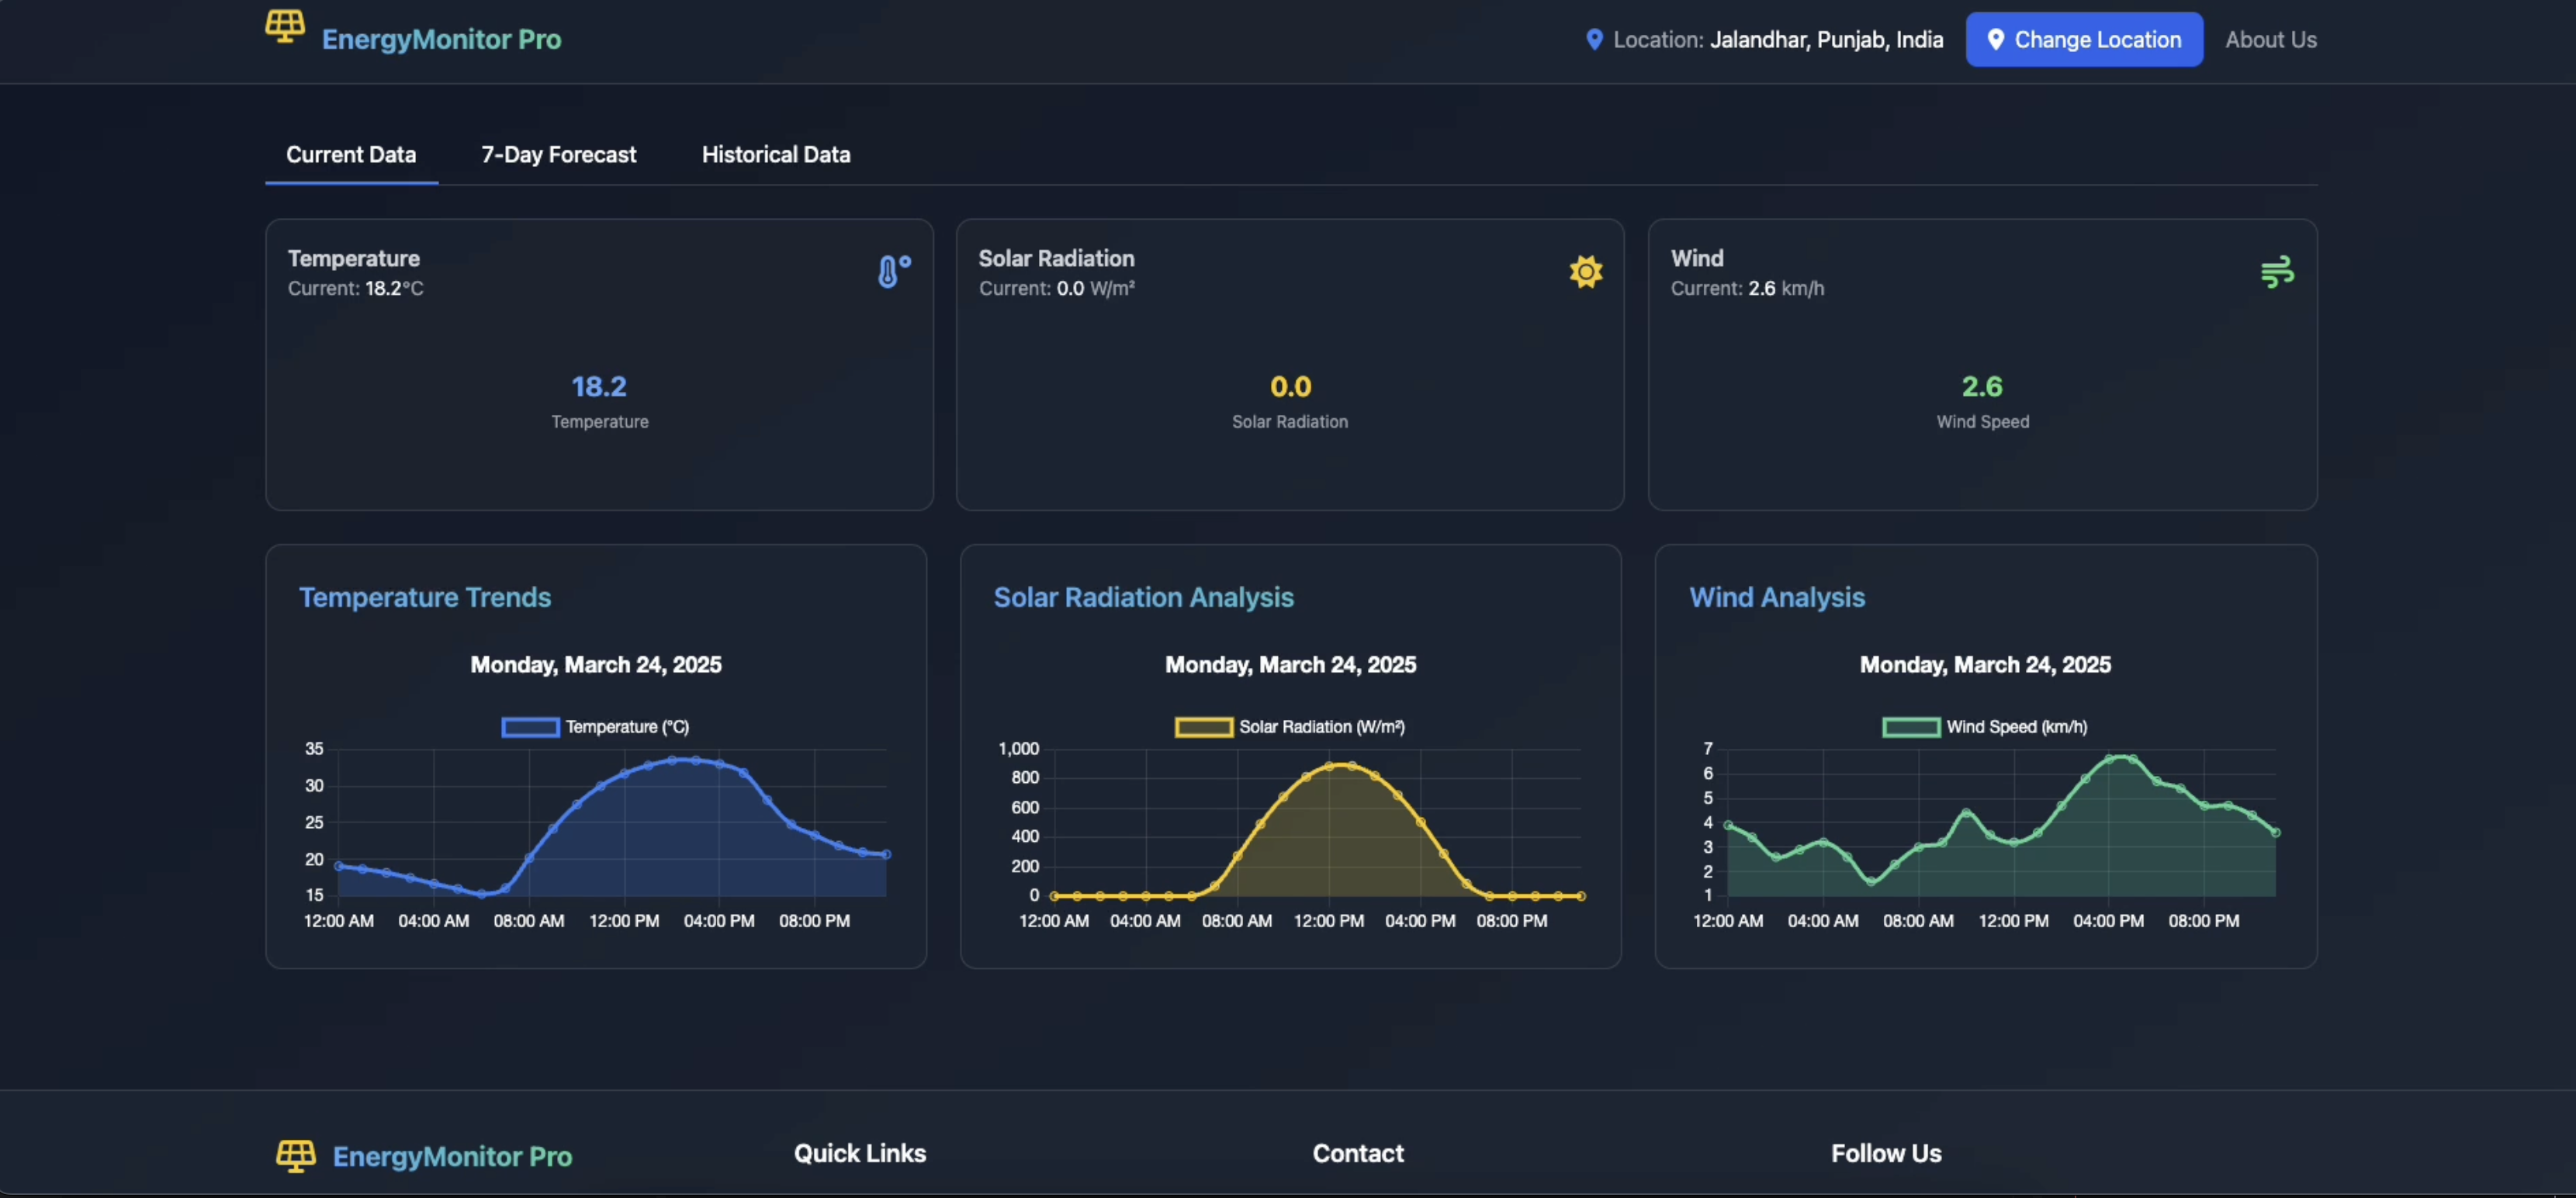 EnergyMonitor Pro
Location: Jalandhar, Punjab, India
Change Location
About Us
Current Data
7-Day Forecast
Historical Data
Temperature
Current: 18.2°C
18.2
Temperature
Solar Radiation
Current: 0.0 W/m²
0.0
Solar Radiation
Wind
Current: 2.6 km/h
2.6
Wind Speed
Temperature Trends
Monday, March 24, 2025
Temperature (°C)
35
30
25
20
15
12:00 AM 04:00 AM 08:00 AM 12:00 PM 04:00 PM 08:00 PM
Solar Radiation Analysis
Monday, March 24, 2025
Solar Radiation (W/m²)
1,000
800
600
400
200
0
12:00 AM 04:00 AM 08:00 AM 12:00 PM 04:00 PM 08:00 PM
Wind Analysis
Monday, March 24, 2025
Wind Speed (km/h)
7
6
5
4
3
2
1
12:00 AM 04:00 AM 08:00 AM 12:00 PM 04:00 PM 08:00 PM
EnergyMonitor Pro
Quick Links
Contact
Follow Us